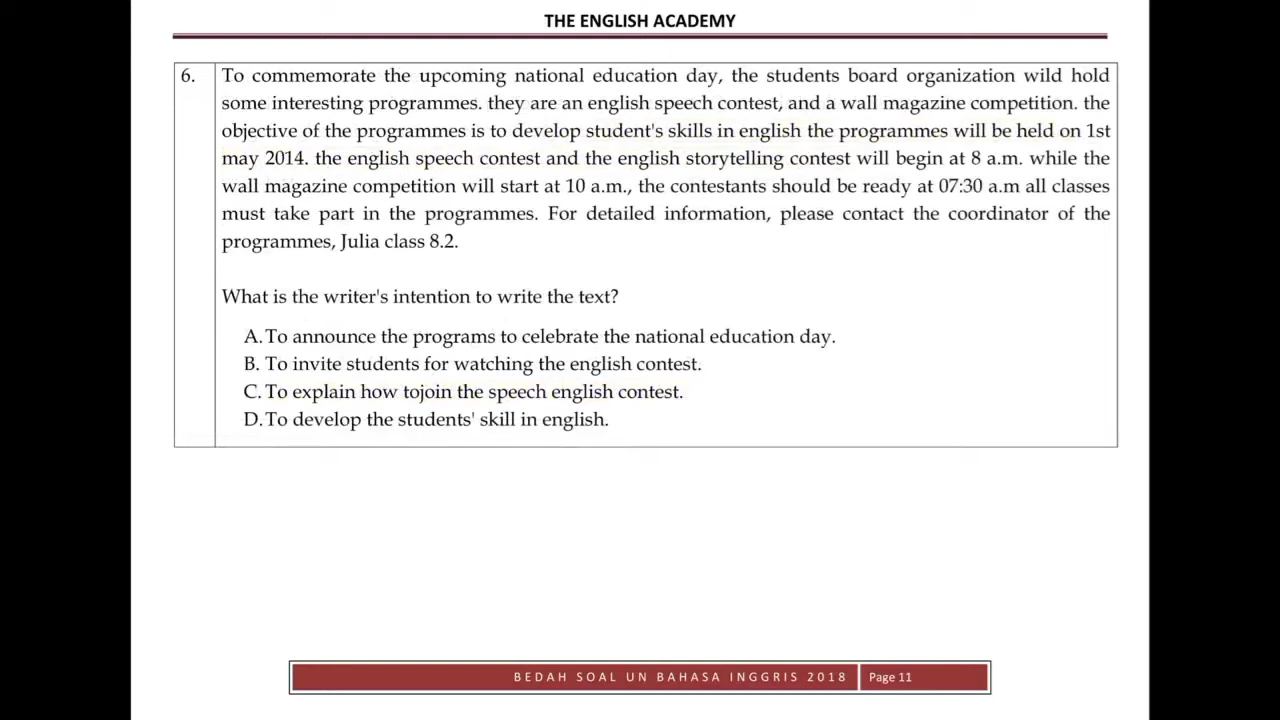 THE ENGLISH ACADEMY
6.
To commemorate the upcoming national education day, the students board organization wild hold
some interesting programmes. they are an english speech contest, and a wall magazine competition. the
objective of the programmes is to develop student's skills in english the programmes will be held on 1st
may 2014. the english speech contest and the english storytelling contest will begin at 8 a.m. while the
wall magazine competition will start at 10 a.m., the contestants should be ready at 07:30 a.m all classes
must take part in the programmes. For detailed information, please contact the coordinator of the
programmes, Julia class 8.2.
What is the writer's intention to write the text?
A. To announce the programs to celebrate the national education day.
B. To invite students for watching the english contest.
C. To explain how tojoin the speech english contest.
D. To develop the students' skill in english.
BEDAH SOAL UN BAHASA INGGRIS 2018 Page 11